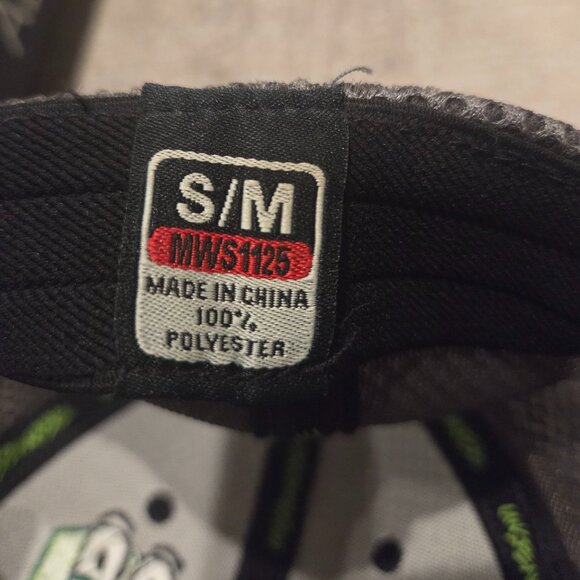 S/M
MWS1125
MADE IN CHINA
100%
POLYESTER